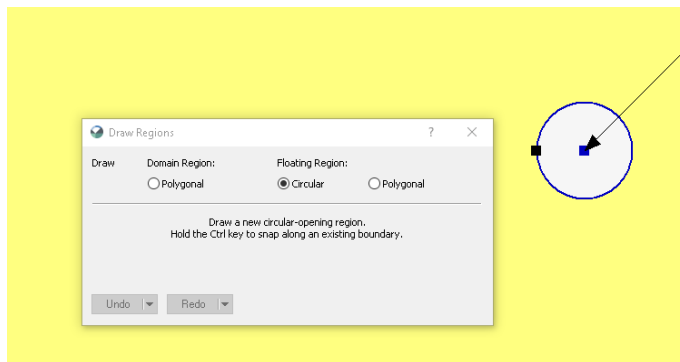 Draw Regions
?
Draw Domain Region: Floating Region:
Polygonal Circular Polygonal
Draw a new circular-opening region.
Hold the Ctrl key to snap along an existing boundary.
Undo Redo